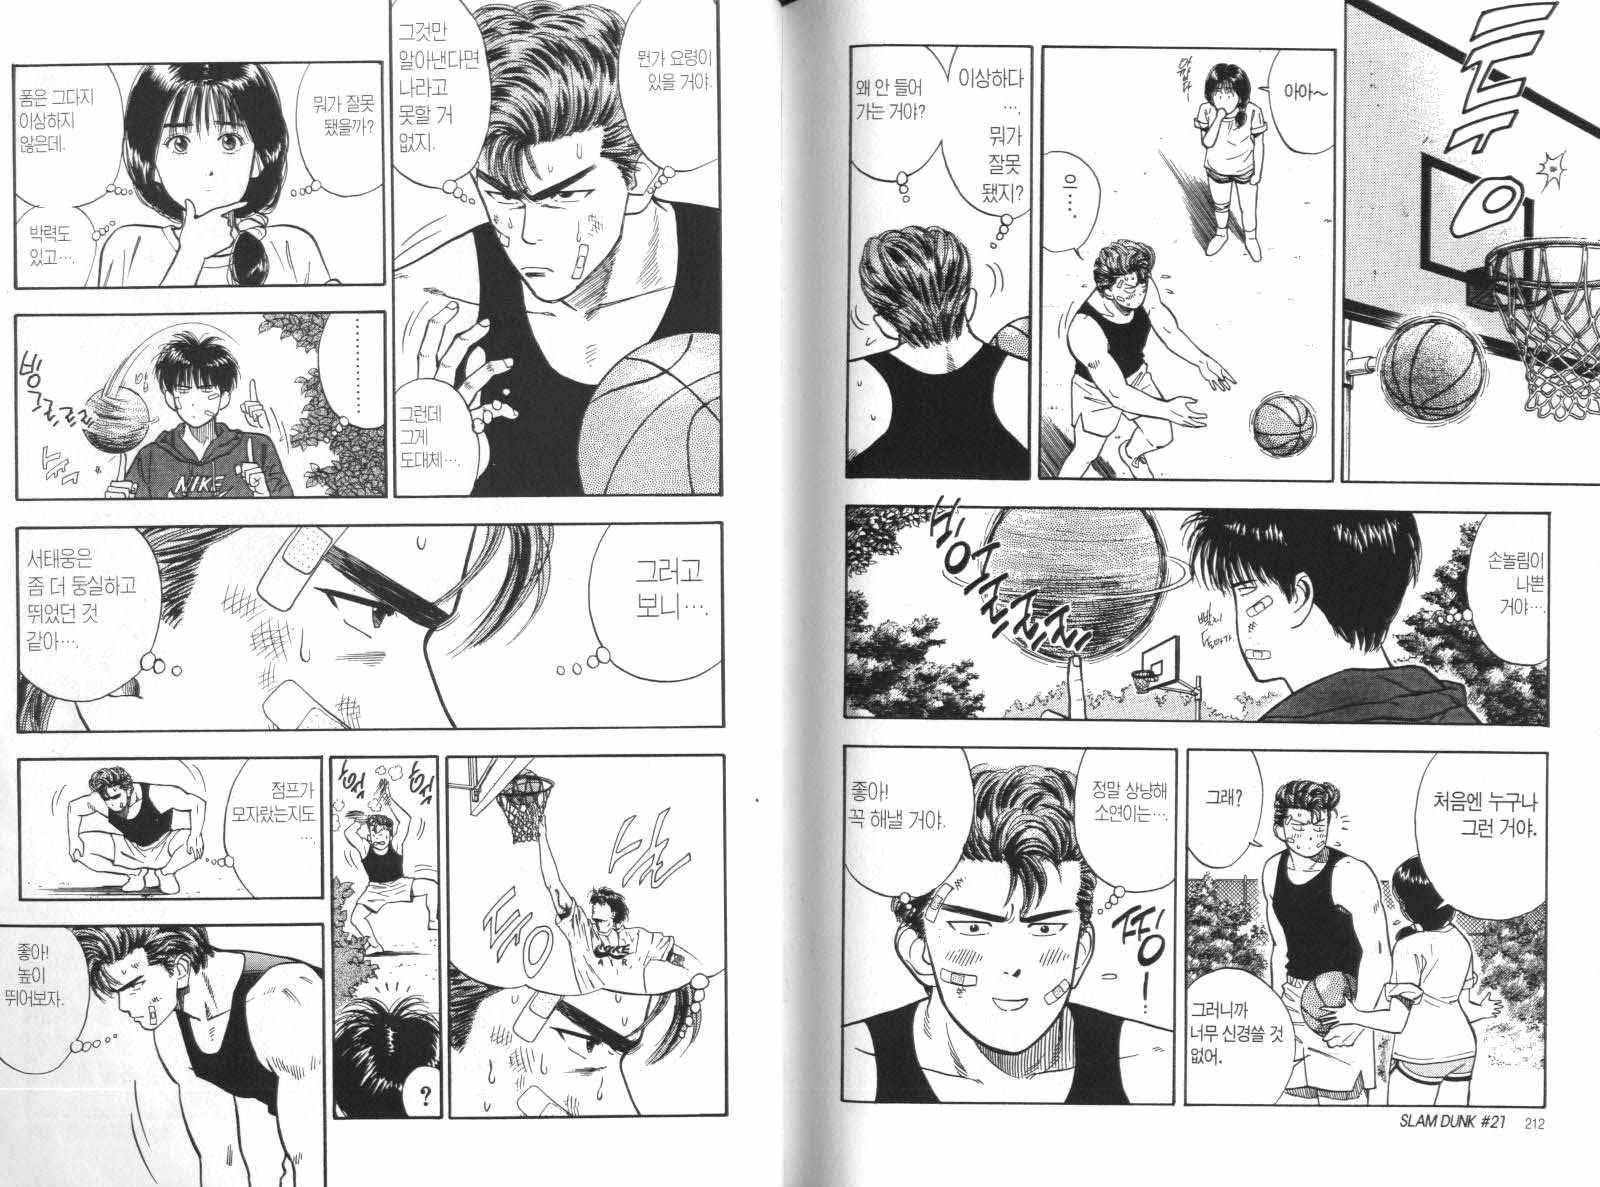 아아~
으….
이상하다
…
뭐가
잘못
됐지?
왜 안 들어
가는 거야?
손놀림이
나쁜
거야….
처음엔 누구나
그런 거야.
그래?
그러니까
너무 신경쓸 것
없어.
정말 상냥해
소연이는….
좋아!
꼭 해낼 거야.
SLAM DUNK #21 212
뭔가 요령이
있을 거야.
그것만
알아낸다면
나라고
못할 거
없지.
그런데
그게
도대체….
뭐가 잘못
됐을까?
폼은 그다지
이상하지
않은데.
박력도
있고….
………
빙
NIKE
그러고
보니….
서태웅은
좀 더 둥실하고
뛰었던 것
같아….
NIKE
AIR
?
점프가
모자랐는지도
…
좋아!
높이
뛰어보자.